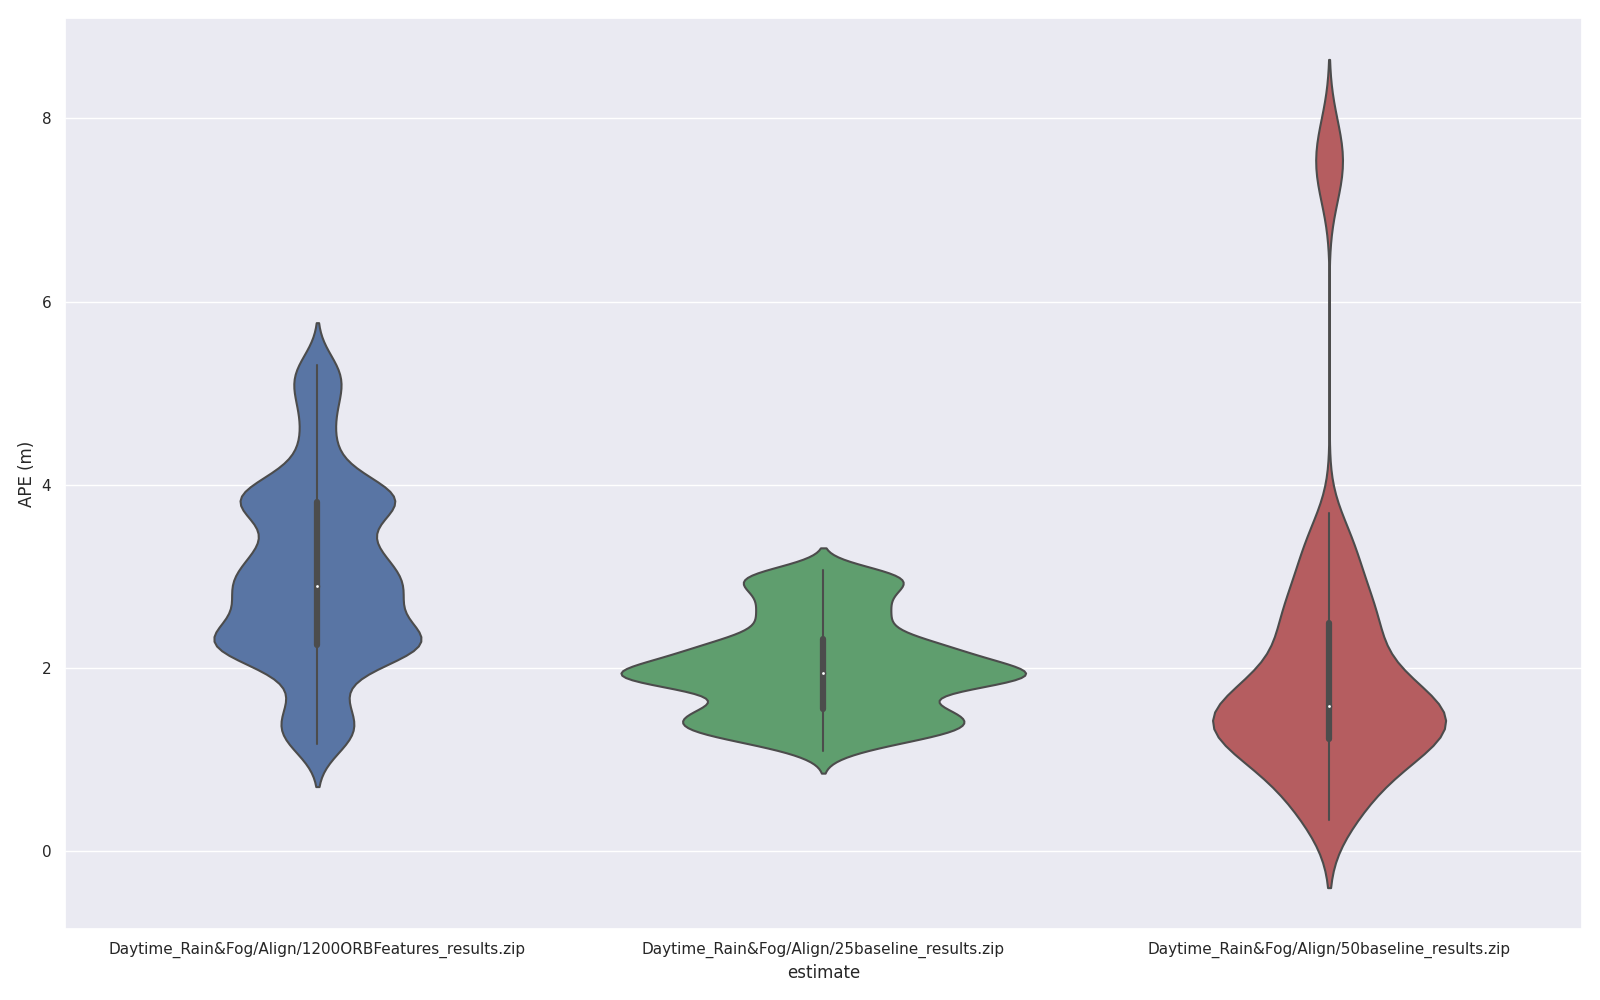 8
6
APE (m)
4
2
0
Daytime_Rain&Fog/Align/1200ORBFeatures_results.zip Daytime_Rain&Fog/Align/25baseline_results.zip Daytime_Rain&Fog/Align/50baseline_results.zip
estimate